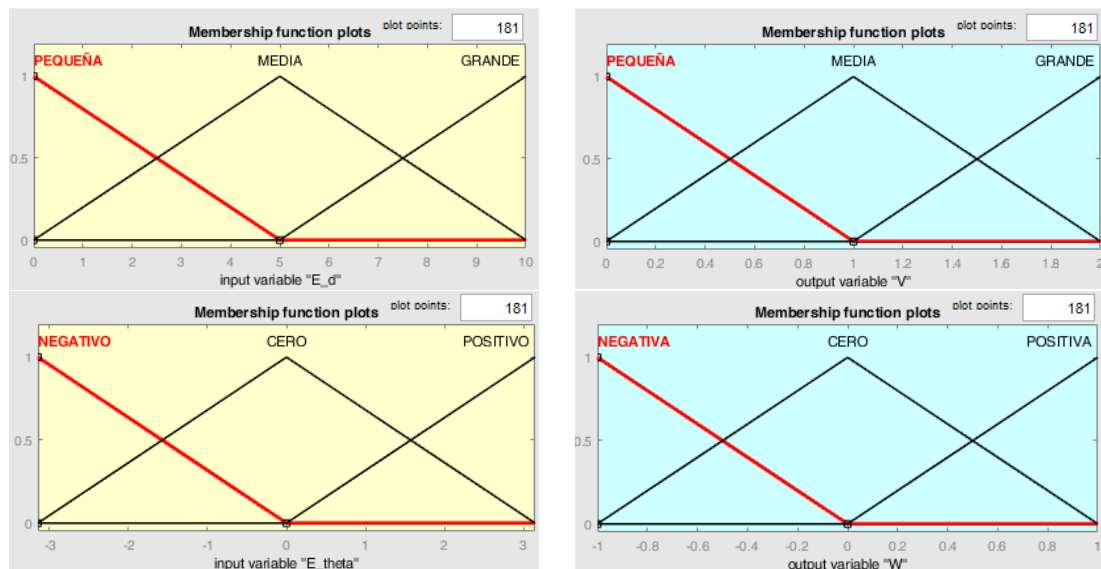 Membership function plots plot points: 181
PEQUEÑA MEDIA GRANDE
1
0.5
0
0 1 2 3 4 5 6 7 8 9 10
input variable "E_d"
Membership function plots plot points: 181
PEQUEÑA MEDIA GRANDE
1
0.5
0
0 0.2 0.4 0.6 0.8 1 1.2 1.4 1.6 1.8 2
output variable "V"
Membership function plots plot points: 181
NEGATIVO CERO POSITIVO
1
0.5
0
-3 -2 -1 0 1 2 3
input variable "E_theta"
Membership function plots plot points: 181
NEGATIVA CERO POSITIVA
1
0.5
0
-1 -0.8 -0.6 -0.4 -0.2 0 0.2 0.4 0.6 0.8 1
output variable "W"